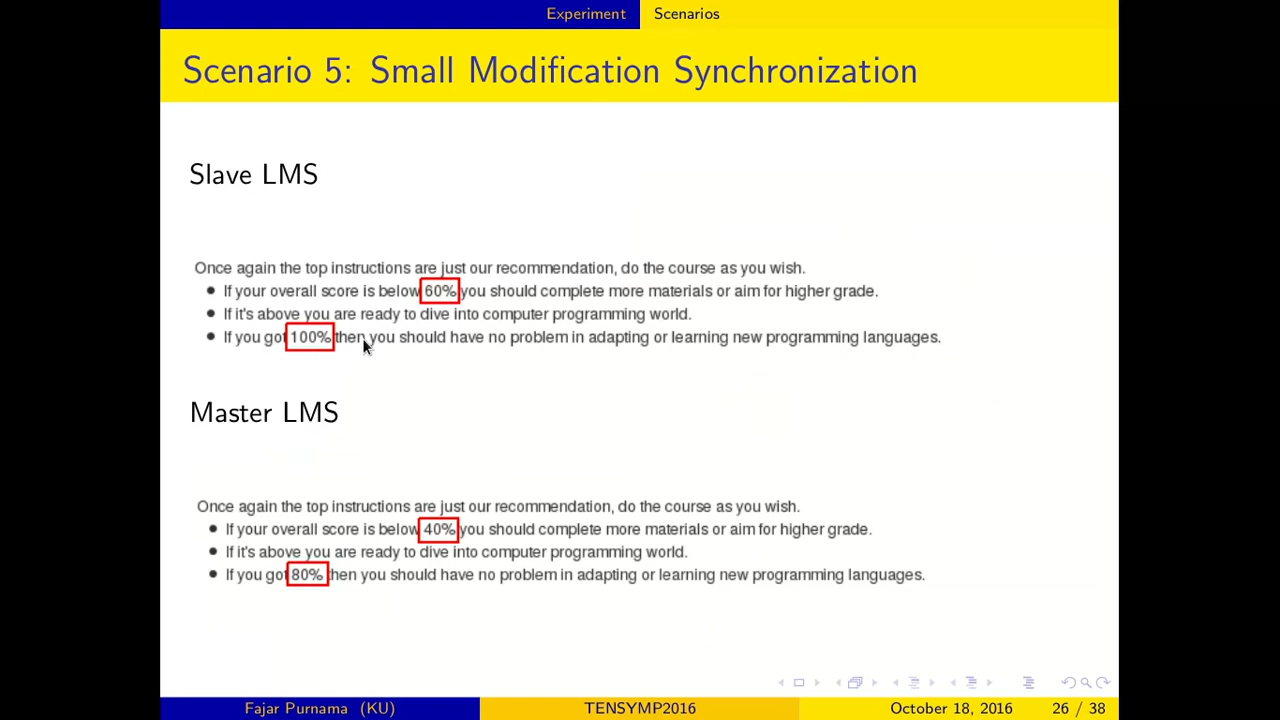 Experiment Scenarios
Scenario 5: Small Modification Synchronization
Slave LMS
Once again the top instructions are just our recommendation, do the course as you wish.
If your overall score is below 60% you should complete more materials or aim for higher grade.
If it's above you are ready to dive into computer programming world.
If you got 100% then you should have no problem in adapting or learning new programming languages.
Master LMS
Once again the top instructions are just our recommendation, do the course as you wish.
If your overall score is below 40% you should complete more materials or aim for higher grade.
If it's above you are ready to dive into computer programming world.
If you got 80% then you should have no problem in adapting or learning new programming languages.
Fajar Purnama (KU) TENSYMP2016 October 18, 2016 26 / 38